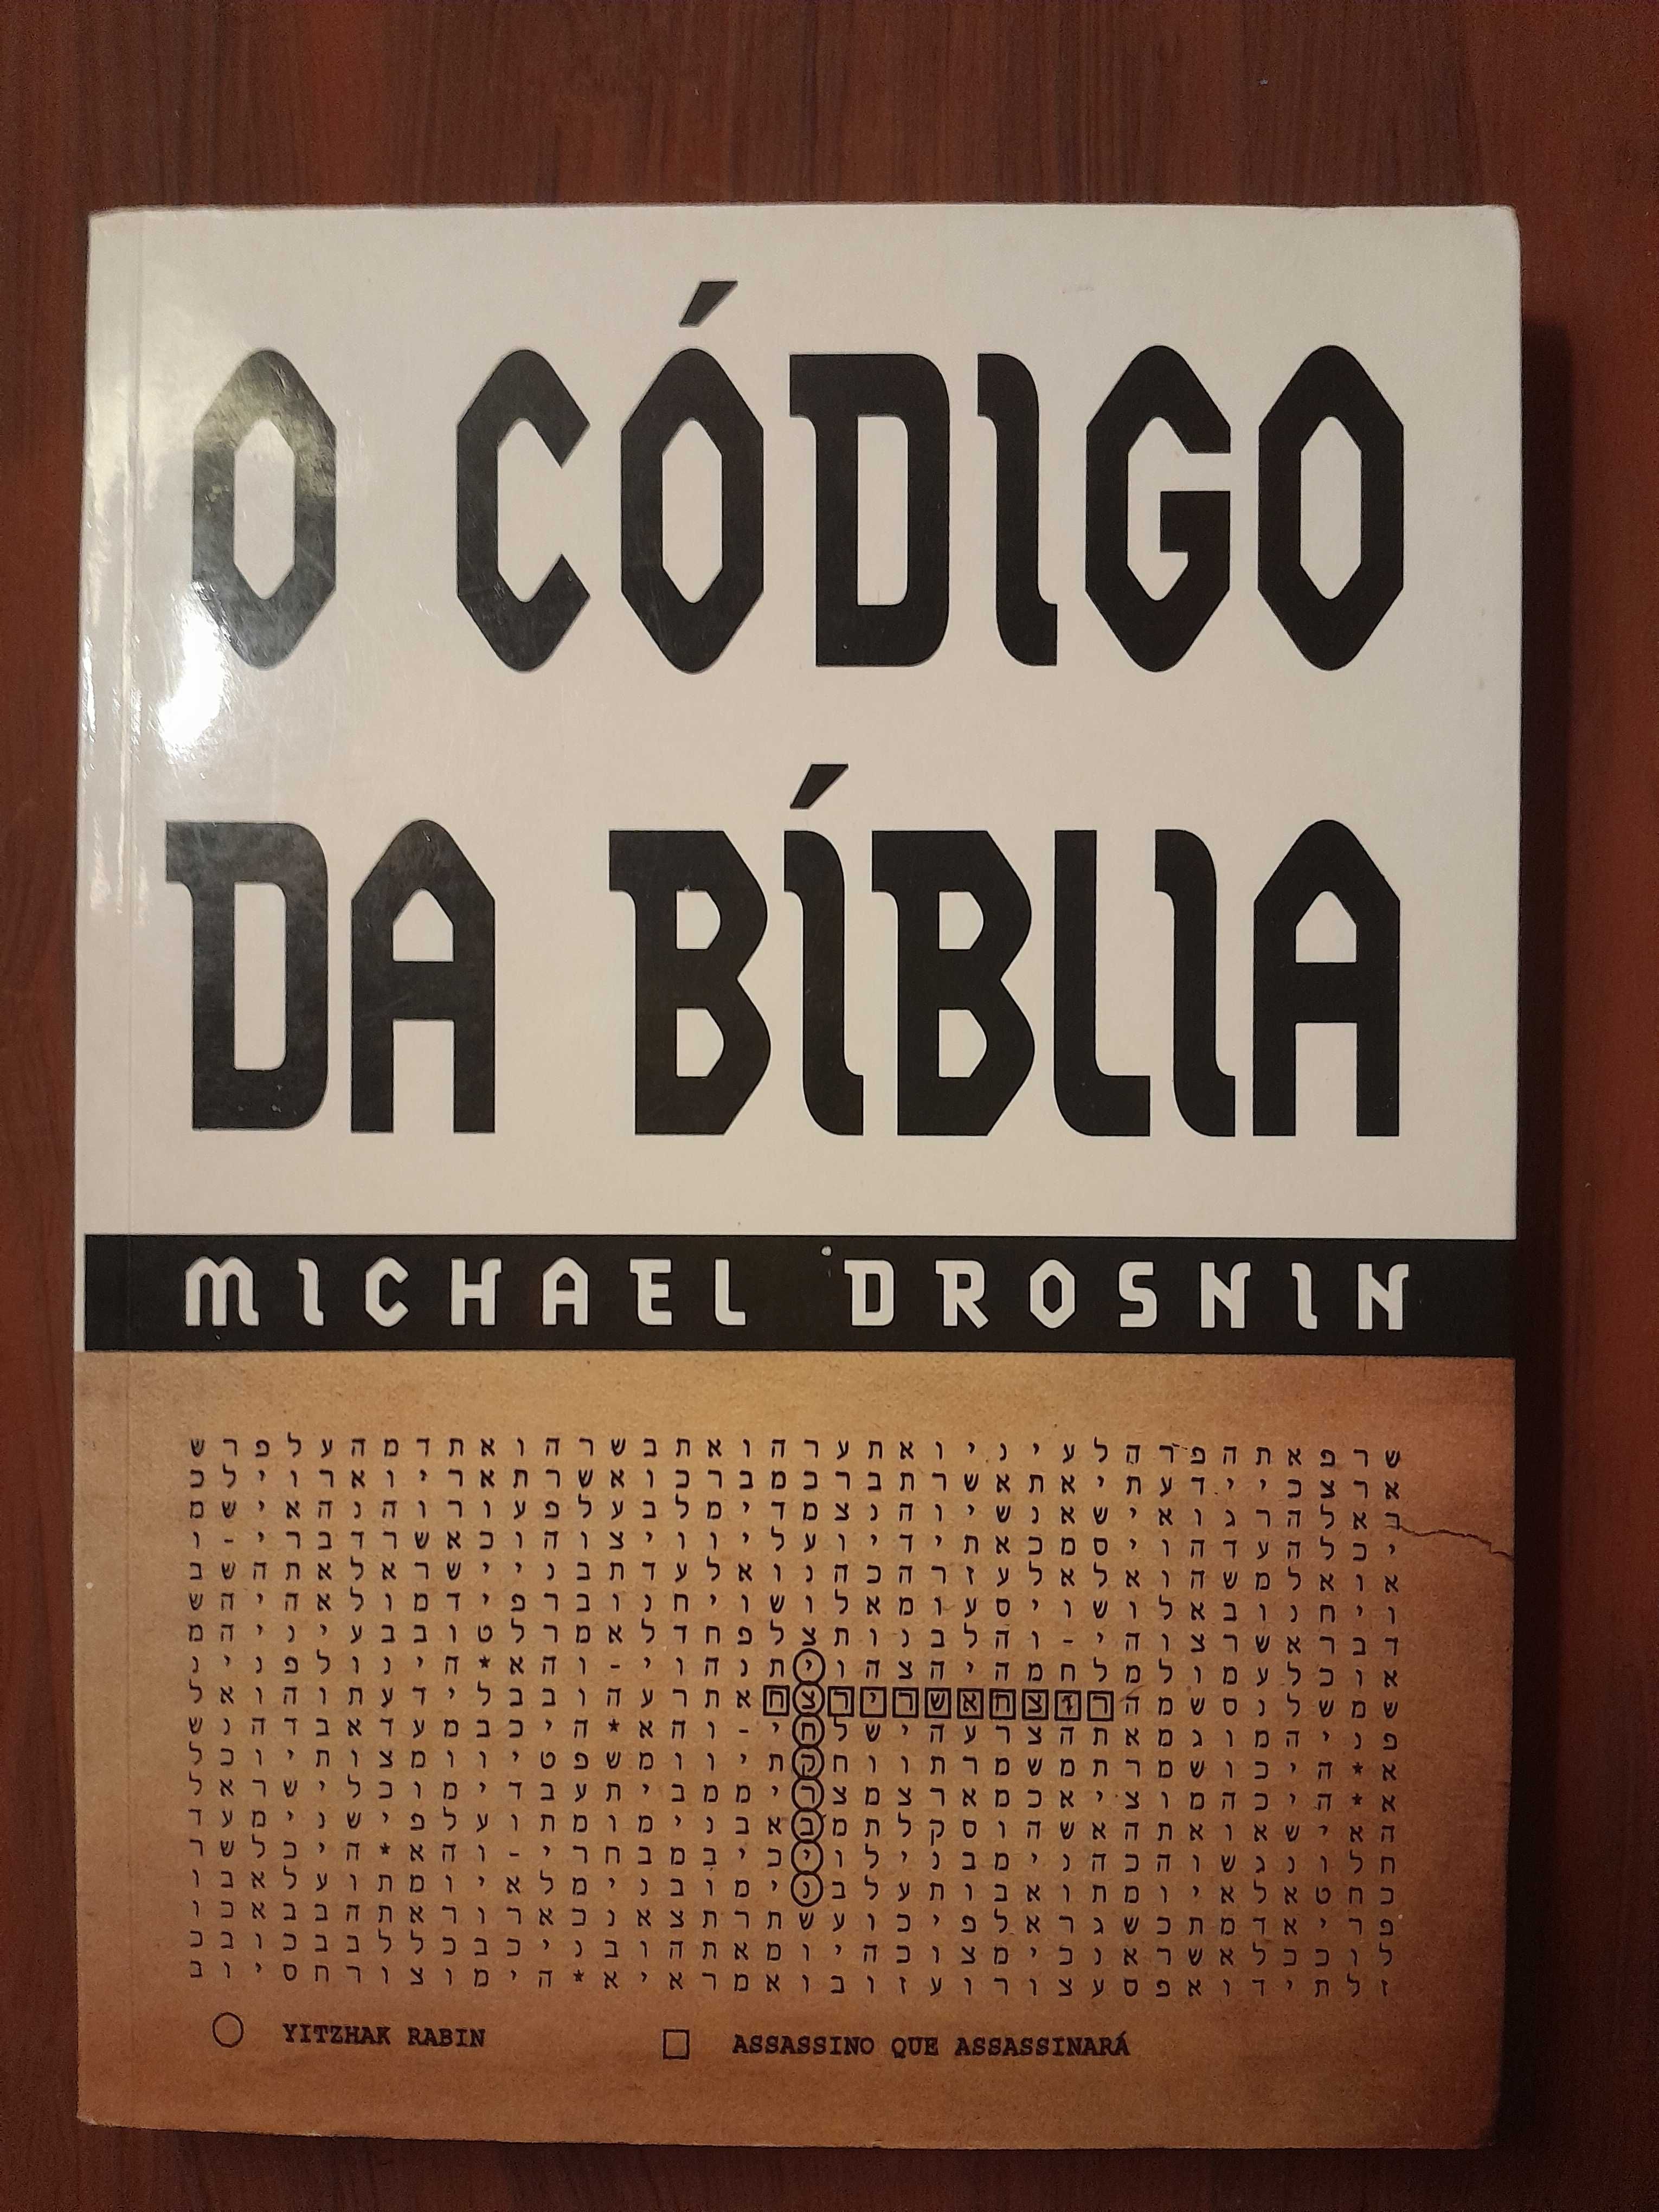 O CÓDIGO
DA BÍBLIA
MICHAEL DROSNIN
ש ר פ א ת ה פ ר ה ל ע י נ י ו א ת ע ר ה ו א ת ב ש ר ה ו א ת ד מ ה ע ל פ ר ש
א ר צ כ י י ד ע ת י א ת א ש ר ת ב ר כ מ ב ר כ ו א ש ר ת א ר י ו א ר ו י ל כ
ב א ל ה ר ג ו א י ש א נ ש י ו ה נ צ מ ד י מ ל ב ע ל פ ע ו ר ו ה נ ה א י ש מ
י כ ל ה ע ד ה ו י ס מ כ א ת י ד י ו ע ל י ו ו י צ ו ה ו כ א ש ר ד ב ר י - ו
א ו א ל מ ש ה ו א ל א ל ע ז ר ה כ ה נ ו א ל ע ד ת ב נ י י ש ר א ל א ת ה ש ב
ו י ח נ ו ב א ל ו ש ו י ס ע ו מ א ל ו ש ו י ח נ ו ב ר פ י ד מ ו ל א ה י ה ש
ד ב ר א ש ר צ ו ה י - ו ה ל ב נ ו ת צ ל פ ח ד ל א מ ר ל ט ו ב ב ע י נ י ה מ
א ו כ ל ע מ ו ל מ ל ח מ ה י ה צ ה ו י ת נ ה ו י - ו ה א * ה י נ ו ל פ נ י נ
ש מ ש ל נ ס ש מ ה ר ו צ ח א ש ר י ר צ ח א ת ר ע ה ו ב ב ל י ד ע ת ו ה ו א ל
פ נ י ה מ ו ג מ א ת ה צ ר ע ה י ש ל ח י - ו ה א * ה י כ ב מ ע ד א ב ד ה נ ש
א * ה י כ ו ש מ ר ת מ ש מ ר ת ו ו ח ק ת י ו ו מ ש פ ט י ו ו מ צ ו ת י ו כ ל
א * ה י כ ה מ ו צ י א כ מ א ר צ מ צ ר י מ מ ב י ת ע ב ד י מ ו כ ל י ש ר א ל
ה א י ש א ו א ת ה א ש ה ו ס ק ל ת מ ב א ב נ י מ ו מ ת ו ע ל פ י ש נ י מ ע ד
ח ל ו ו נ ג ש ו ה כ ה נ י מ ב נ י ל ו י כ י ב מ ב ח ר י - ו ה א * ה י כ ל ש ר
כ ח ט א ל א י ו מ ת ו א ב ו ת ע ל ב נ י מ ו ב נ י מ ל א י ו מ ת ו ע ל א ב ו
פ ר י א ד מ ת כ ש ג ר א ל פ י כ ו ע ש ת ר ת צ א נ כ א ר ו ר א ת ה ב ב א כ ו
ל ו כ כ ל א ש ר א נ כ י מ צ ו כ ה י ו מ א ת ה ו ב נ י כ ב כ ל ל ב ב כ ו ב כ
ז ל ת י ד ו א פ ס ע צ ו ר ו ע ז ו ב ו א מ ר א י א * ה י מ ו צ ו ר ח ס י ו ב
YITZHAK RABIN
ASSASSINO QUE ASSASSINARÁ